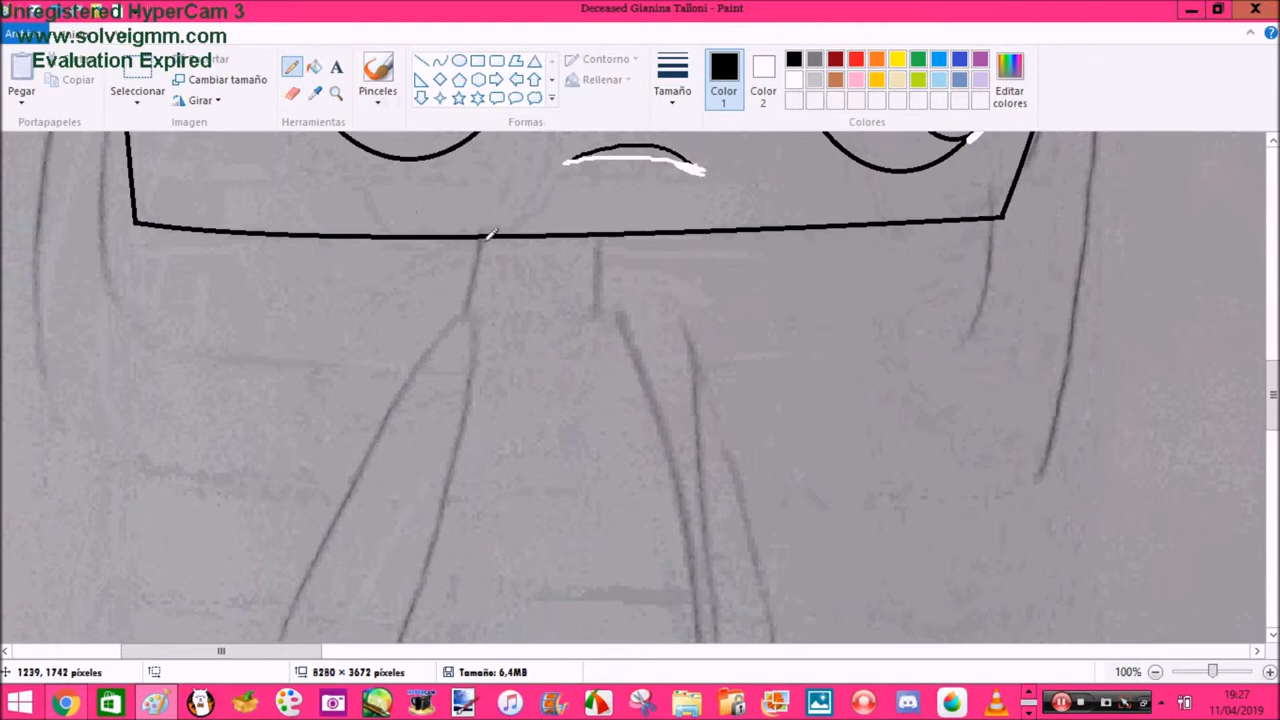 Unregistered HyperCam 3
www.solveigmm.com
Evaluation Expired
Deceased Gianina Talloni - Paint
Pegar
Copiar
Portapapeles
Seleccionar
Cambiar tamaño
Girar
Imagen
Herramientas
Pinceles
Contorno
Rellenar
Formas
Tamaño
Color
1
Color
2
Editar
colores
Colores
1239, 1742 píxeles
8280 × 3672 píxeles
Tamaño: 6,4MB
100%
19:27
11/04/2019